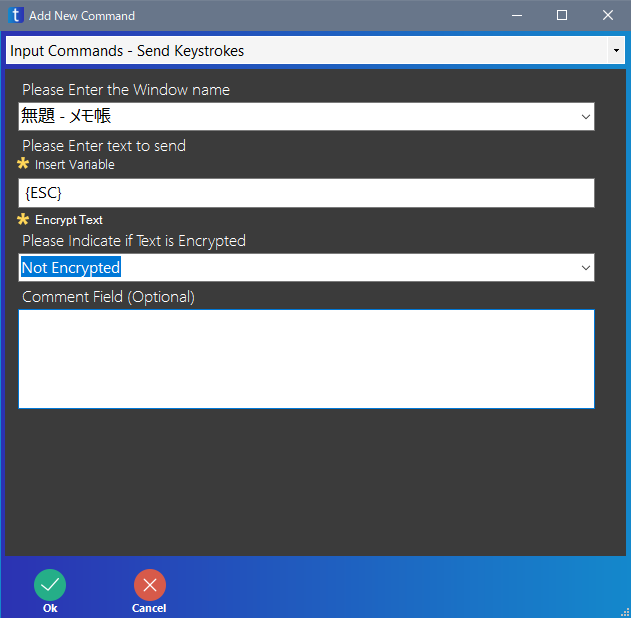 t Add New Command
Input Commands - Send Keystrokes
Please Enter the Window name
無題 - メモ帳
Please Enter text to send
Insert Variable
{ESC}
Encrypt Text
Please Indicate if Text is Encrypted
Not Encrypted
Comment Field (Optional)
Ok Cancel